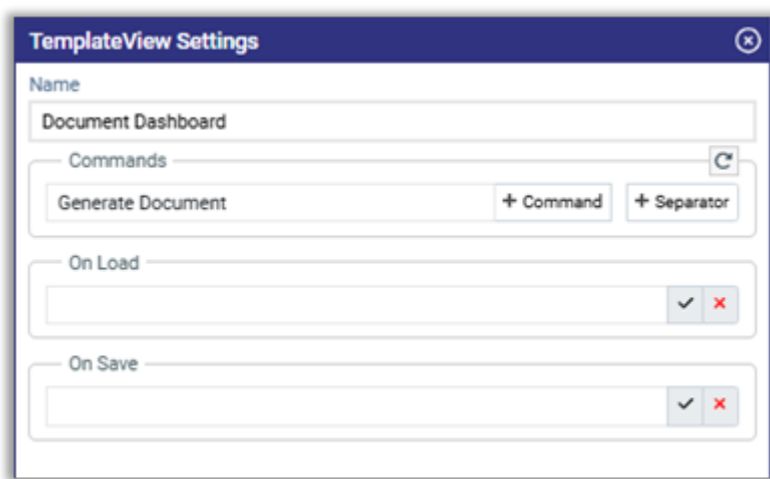 TemplateView Settings
Name
Document Dashboard
Commands
Generate Document + Command + Separator
On Load
On Save